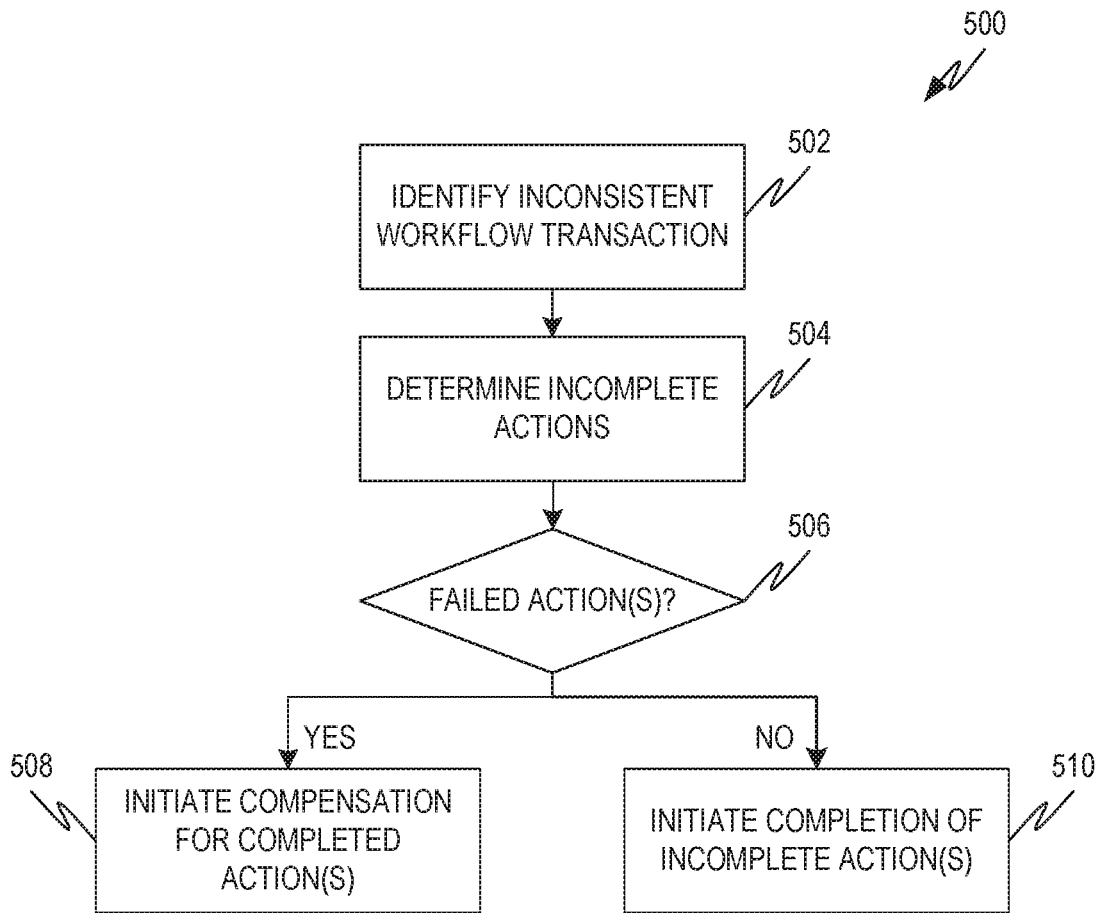 500
502
IDENTIFY INCONSISTENT
WORKFLOW TRANSACTION
504
DETERMINE INCOMPLETE
ACTIONS
506
FAILED ACTION(S)?
YES
NO
508
INITIATE COMPENSATION
FOR COMPLETED
ACTION(S)
510
INITIATE COMPLETION OF
INCOMPLETE ACTION(S)